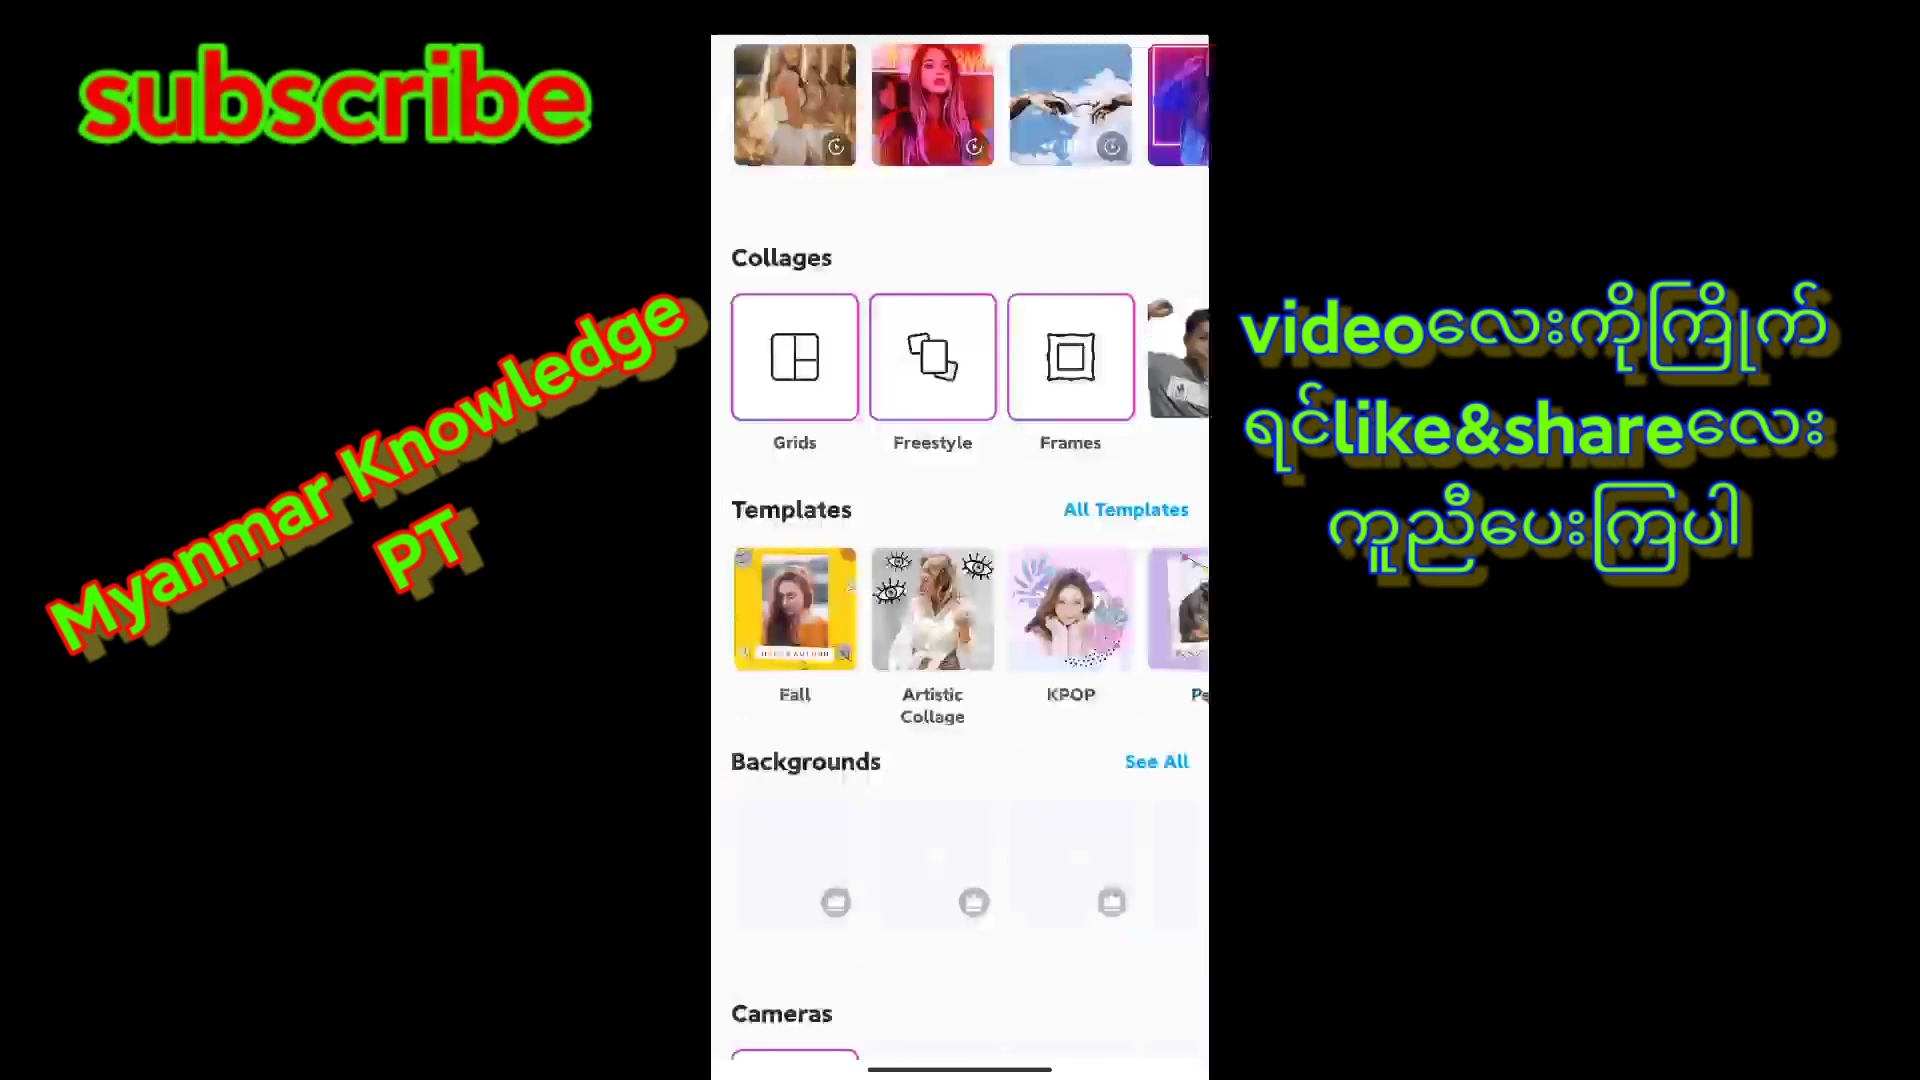 subscribe
Myanmar Knowledge
PT
Collages
Grids
Freestyle
Frames
Templates
All Templates
Fall
Artistic
Collage
KPOP
Backgrounds
See All
Cameras
videoလေးကိုကြိုက်
ရင်like&shareလေး
ကူညီပေးကြပါ